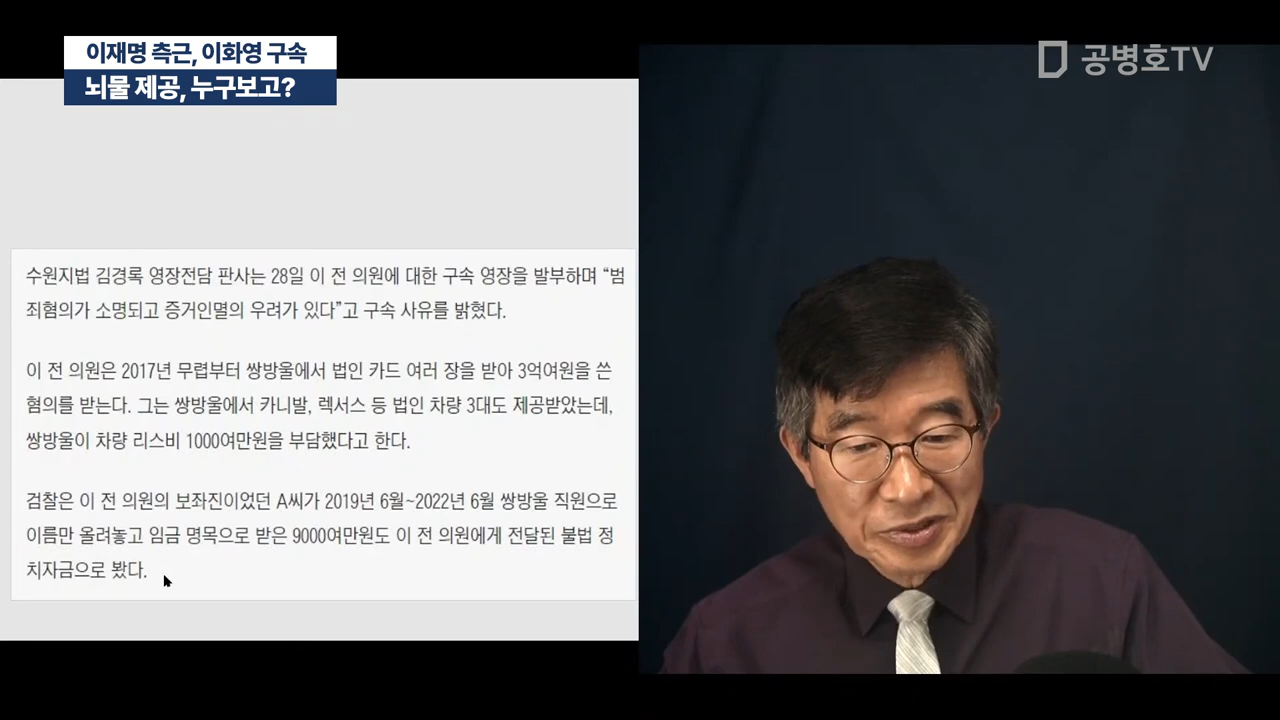 이재명 측근, 이화영 구속
뇌물 제공, 누구보고?
공병호TV
수원지법 김경록 영장전담 판사는 28일 이 전 의원에 대한 구속 영장을 발부하며 “범
죄혐의가 소명되고 증거인멸의 우려가 있다”고 구속 사유를 밝혔다.
이 전 의원은 2017년 무렵부터 쌍방울에서 법인 카드 여러 장을 받아 3억여원을 쓴
혐의를 받는다. 그는 쌍방울에서 카니발, 렉서스 등 법인 차량 3대도 제공받았는데,
쌍방울이 차량 리스비 1000여만원을 부담했다고 한다.
검찰은 이 전 의원의 보좌진이었던 A씨가 2019년 6월~2022년 6월 쌍방울 직원으로
이름만 올려놓고 임금 명목으로 받은 9000여만원도 이 전 의원에게 전달된 불법 정
치자금으로 봤다.